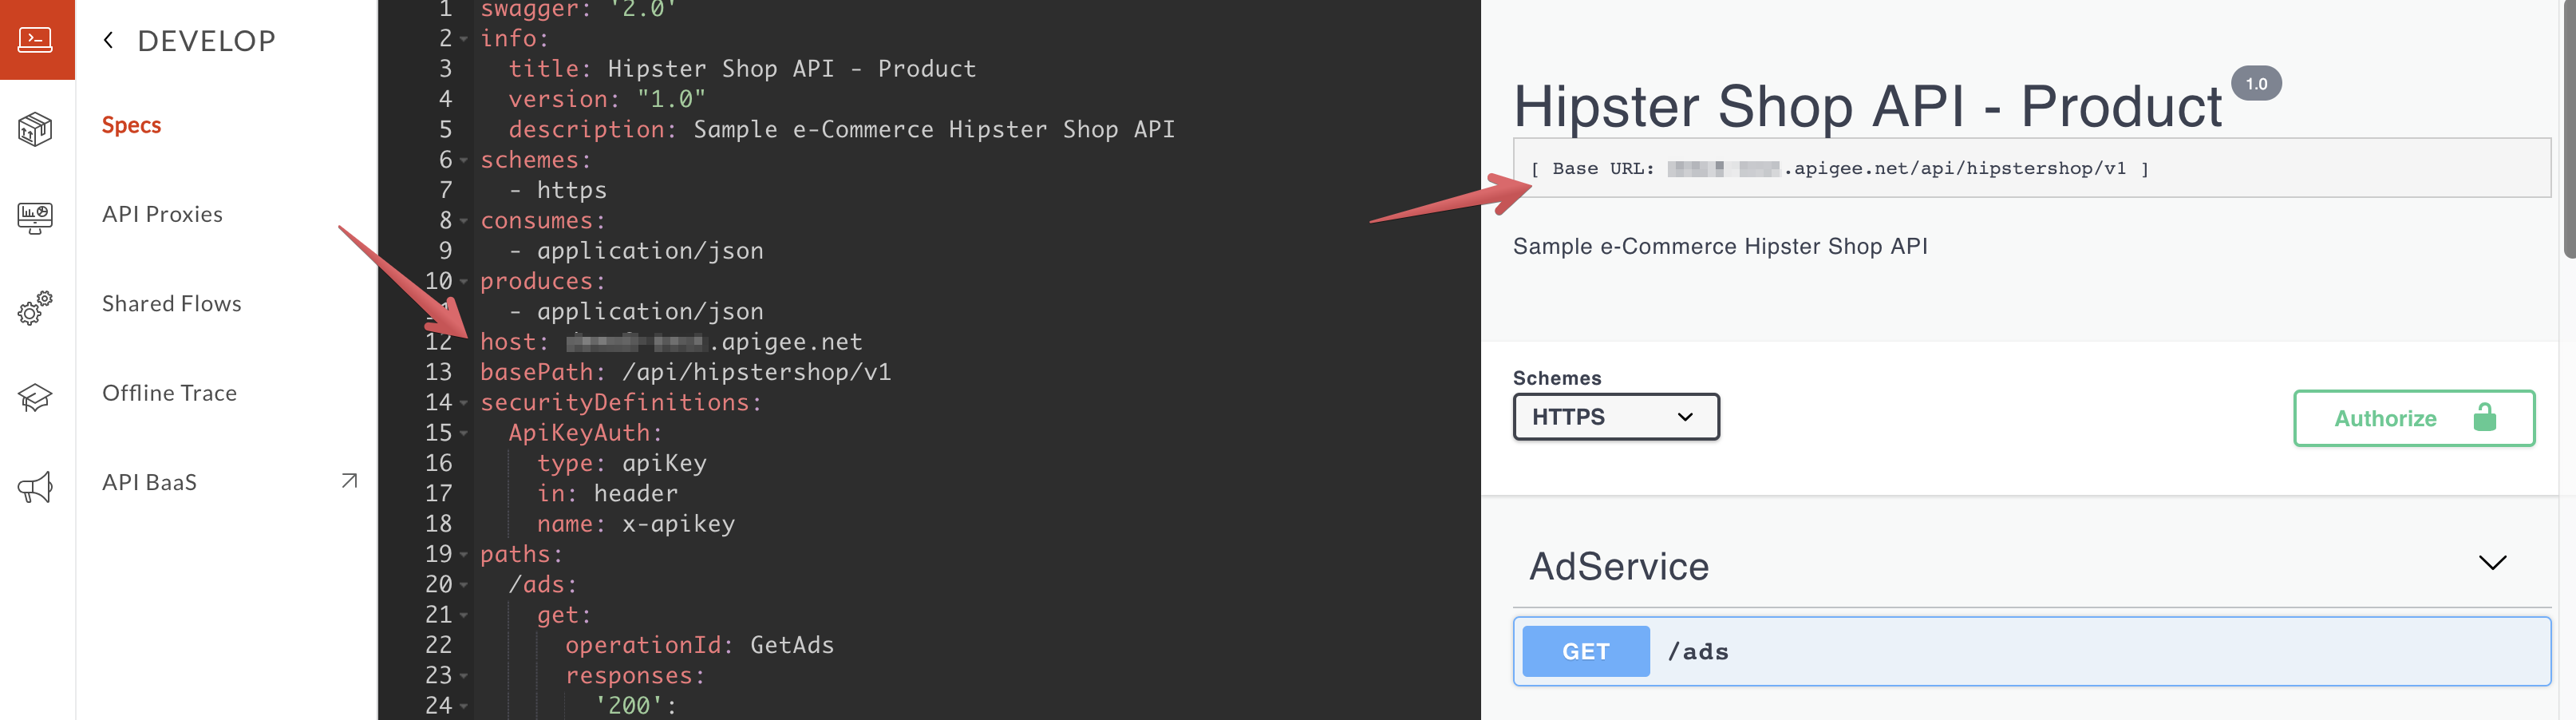 DEVELOP
Specs
API Proxies
Shared Flows
Offline Trace
API BaaS
1 swagger: '2.0'
2 info:
3 title: Hipster Shop API - Product
4 version: "1.0"
5 description: Sample e-Commerce Hipster Shop API
6 schemes:
7 - https
8 consumes:
9 - application/json
10 produces:
- application/json
12 host: .apigee.net
13 basePath: /api/hipstershop/v1
14 securityDefinitions:
15 ApiKeyAuth:
16 type: apiKey
17 in: header
18 name: x-apikey
19 paths:
20 /ads:
21 get:
22 operationId: GetAds
23 responses:
24 '200':
Hipster Shop API - Product 1.0
[ Base URL: .apigee.net/api/hipstershop/v1 ]
Sample e-Commerce Hipster Shop API
Schemes
HTTPS
Authorize
AdService
GET /ads